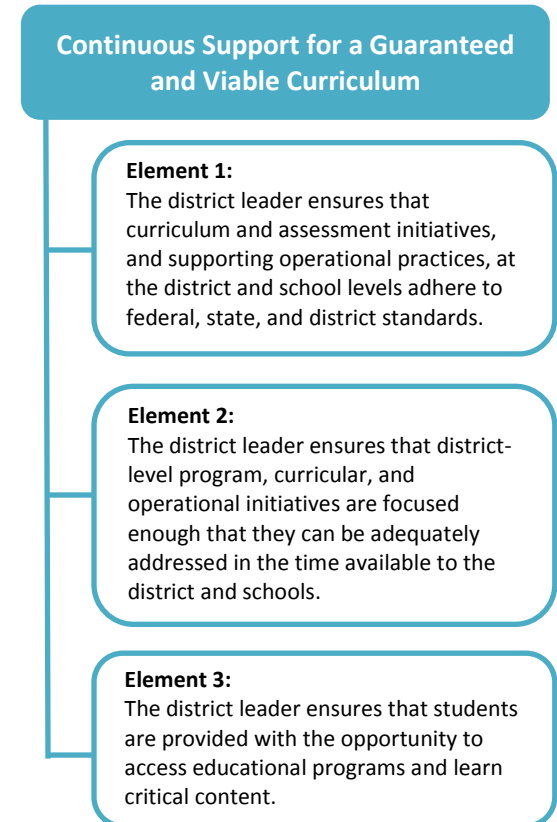 Continuous Support for a Guaranteed
and Viable Curriculum
Element 1:
The district leader ensures that
curriculum and assessment initiatives,
and supporting operational practices, at
the district and school levels adhere to
federal, state, and district standards.
Element 2:
The district leader ensures that district-
level program, curricular, and
operational initiatives are focused
enough that they can be adequately
addressed in the time available to the
district and schools.
Element 3:
The district leader ensures that students
are provided with the opportunity to
access educational programs and learn
critical content.